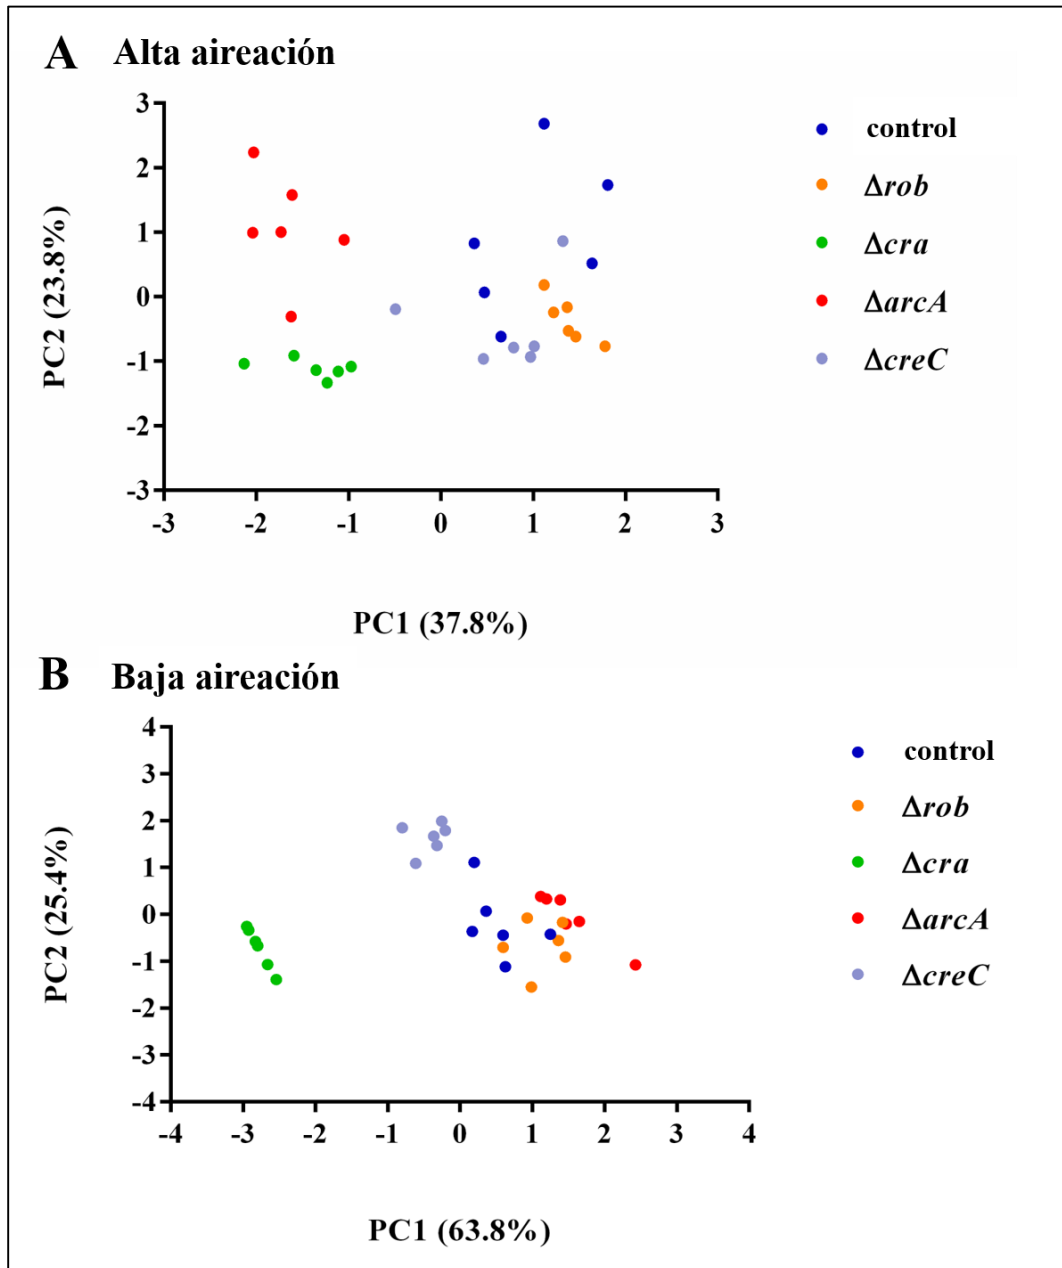 A Alta aireación
3
2
1
0
-1
-2
-3
-3 -2 -1 0 1 2 3
PC2 (23.8%)
PC1 (37.8%)
control
Δrob
Δcra
ΔarcA
ΔcreC
B Baja aireación
4
3
2
1
0
-1
-2
-3
-4
-4 -3 -2 -1 0 1 2 3 4
PC2 (25.4%)
PC1 (63.8%)
control
Δrob
Δcra
ΔarcA
ΔcreC